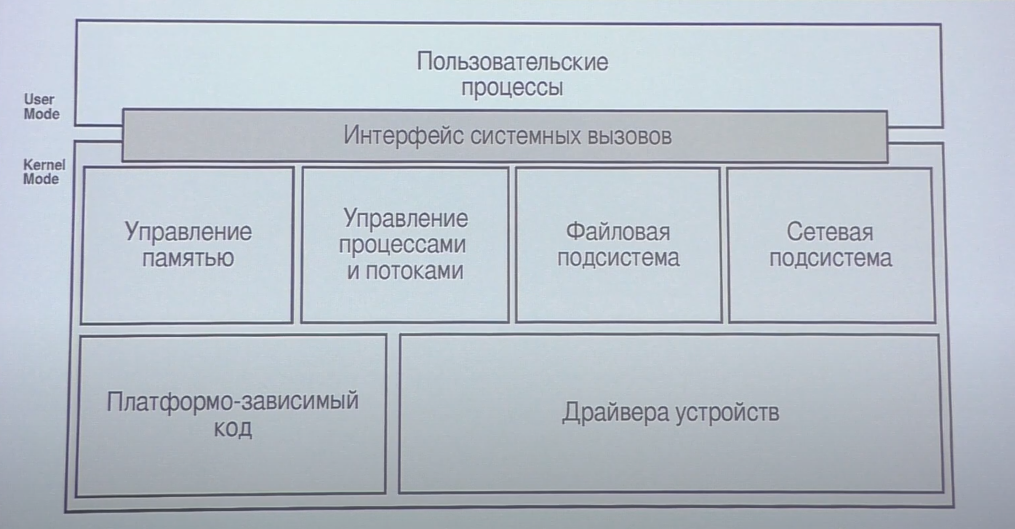 Пользовательские
процессы
User
Mode
Интерфейс системных вызовов
Kernel
Mode
Управление
памятью
Управление
процессами
и потоками
Файловая
подсистема
Сетевая
подсистема
Платформо-зависимый
код
Драйвера устройств